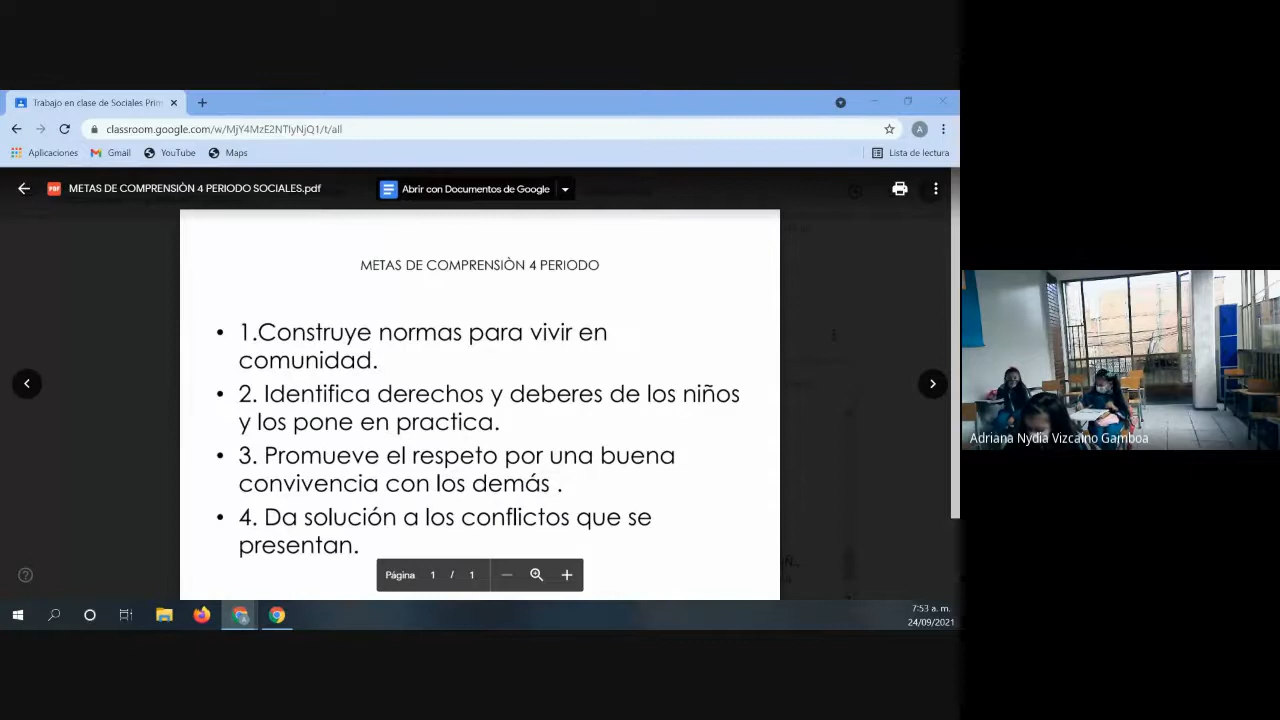 Trabajo en clase de Sociales Prim
classroom.google.com/w/MjY4MzE2NTIyNjQ1/t/all
Aplicaciones Gmail YouTube Maps Lista de lectura
PDF METAS DE COMPRENSIÒN 4 PERIODO SOCIALES.pdf Abrir con Documentos de Google
METAS DE COMPRENSIÒN 4 PERIODO
• 1.Construye normas para vivir en
comunidad.
• 2. Identifica derechos y deberes de los niños
y los pone en practica.
• 3. Promueve el respeto por una buena
convivencia con los demás .
• 4. Da solución a los conflictos que se
presentan.
Página 1 / 1
Adriana Nydia Vizcaino Gamboa
7:53 a. m.
24/09/2021